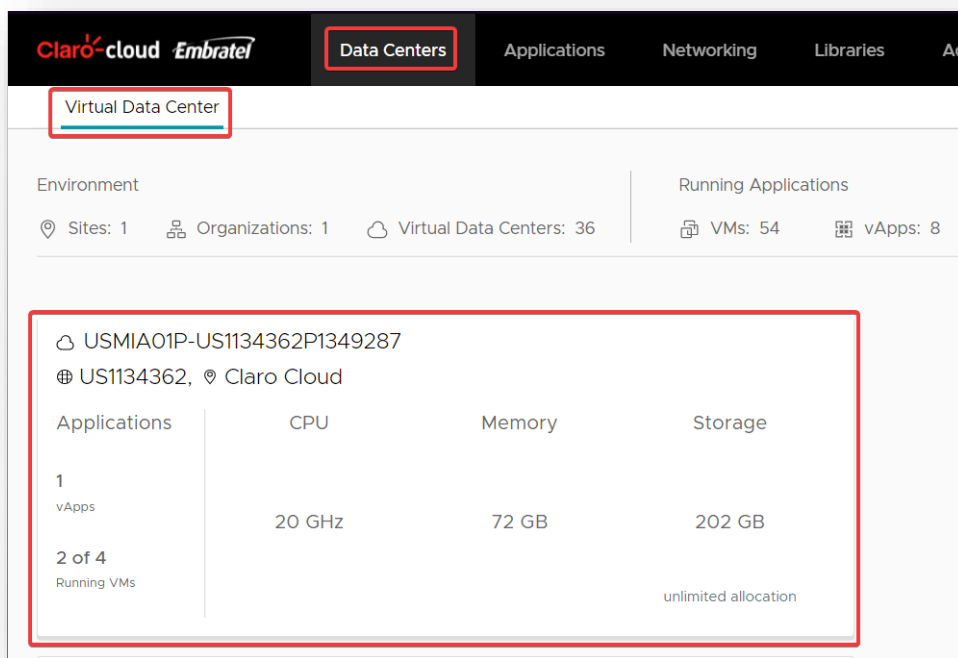 Claro-cloud Embratel Data Centers Applications Networking Libraries
Virtual Data Center
Environment Running Applications
Sites: 1 Organizations: 1 Virtual Data Centers: 36 VMs: 54 vApps: 8
USMIA01P-US1134362P1349287
US1134362, Claro Cloud
Applications CPU Memory Storage
1
vApps
20 GHz 72 GB 202 GB
2 of 4
Running VMs
unlimited allocation